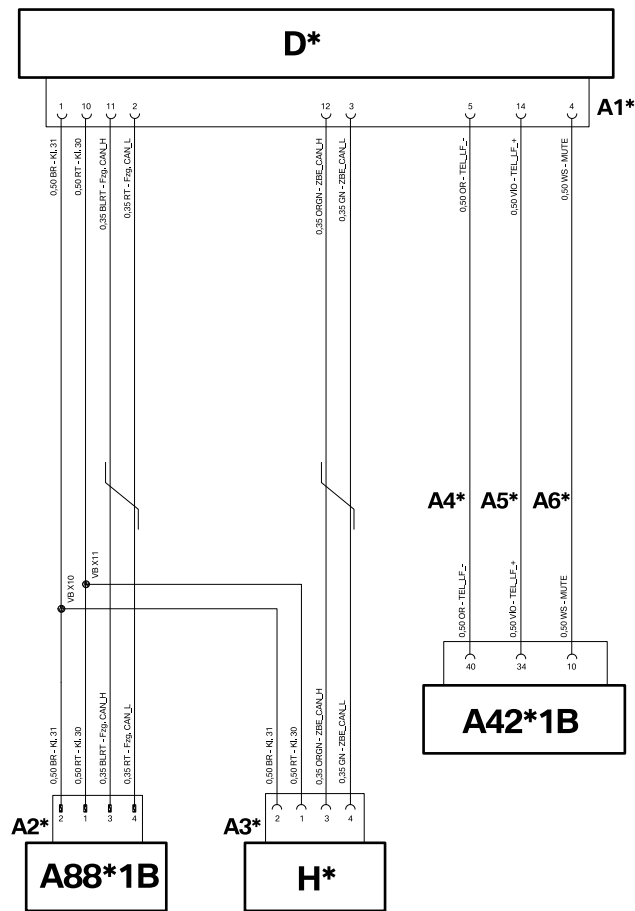 D*
A1*
1 10 11 2 12 3 5 14 4
0,50 BR - Kl. 31
0,50 RT - Kl. 30
0,35 BLRT - Fzg. CAN_H
0,35 RT - Fzg. CAN_L
0,35 ORGN - ZBE_CAN_H
0,35 GN - ZBE_CAN_L
0,50 OR - TEL_LF_-
0,50 VIO - TEL_LF_+
0,50 WS - MUTE
A4* A5* A6*
VB X10
VB X11
0,50 OR - TEL_LF_-
0,50 VIO - TEL_LF_+
0,50 WS - MUTE
40 34 10
A42*1B
0,50 BR - Kl. 31
0,50 RT - Kl. 30
0,35 BLRT - Fzg. CAN_H
0,35 RT - Fzg. CAN_L
0,50 BR - Kl. 31
0,50 RT - Kl. 30
0,35 ORGN - ZBE_CAN_H
0,35 GN - ZBE_CAN_L
A2*
2 1 3 4
A3*
2 1 3 4
A88*1B
H*